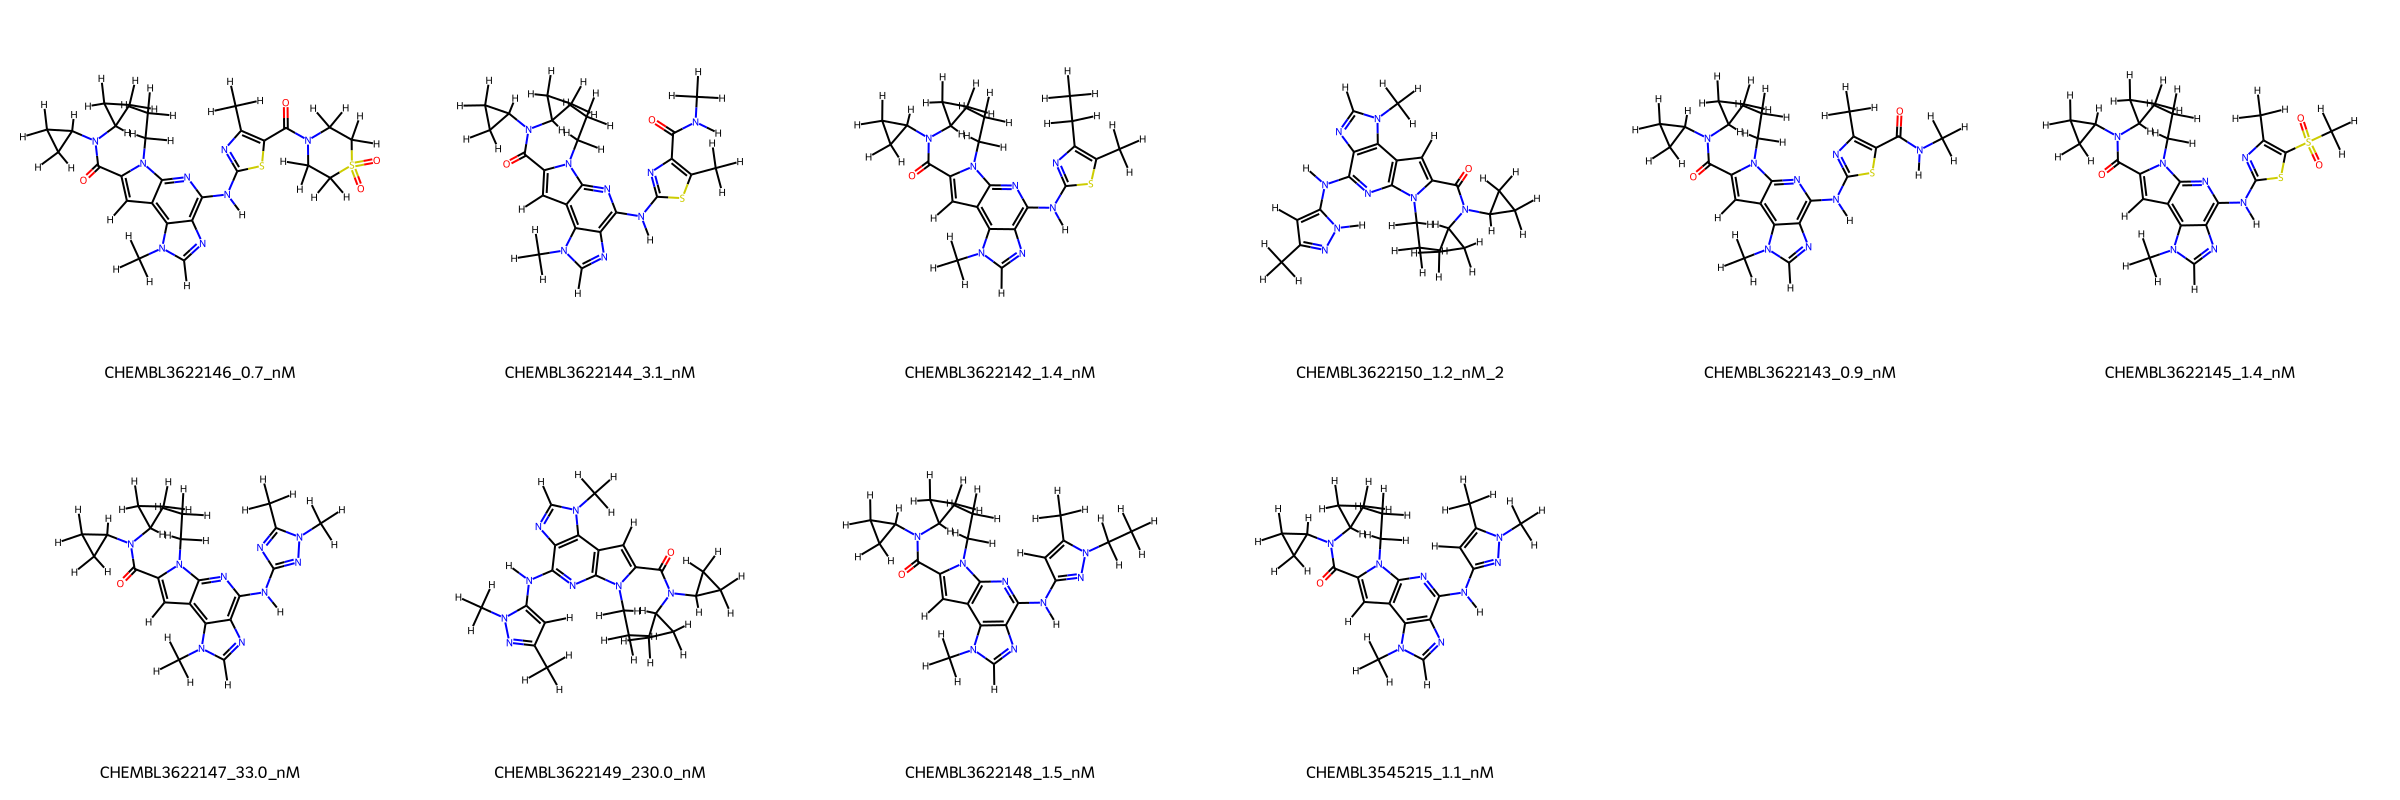 CHEMBL3622146_0.7_nM
CHEMBL3622144_3.1_nM
CHEMBL3622142_1.4_nM
CHEMBL3622150_1.2_nM_2
CHEMBL3622143_0.9_nM
CHEMBL3622145_1.4_nM
CHEMBL3622147_33.0_nM
CHEMBL3622149_230.0_nM
CHEMBL3622148_1.5_nM
CHEMBL3545215_1.1_nM